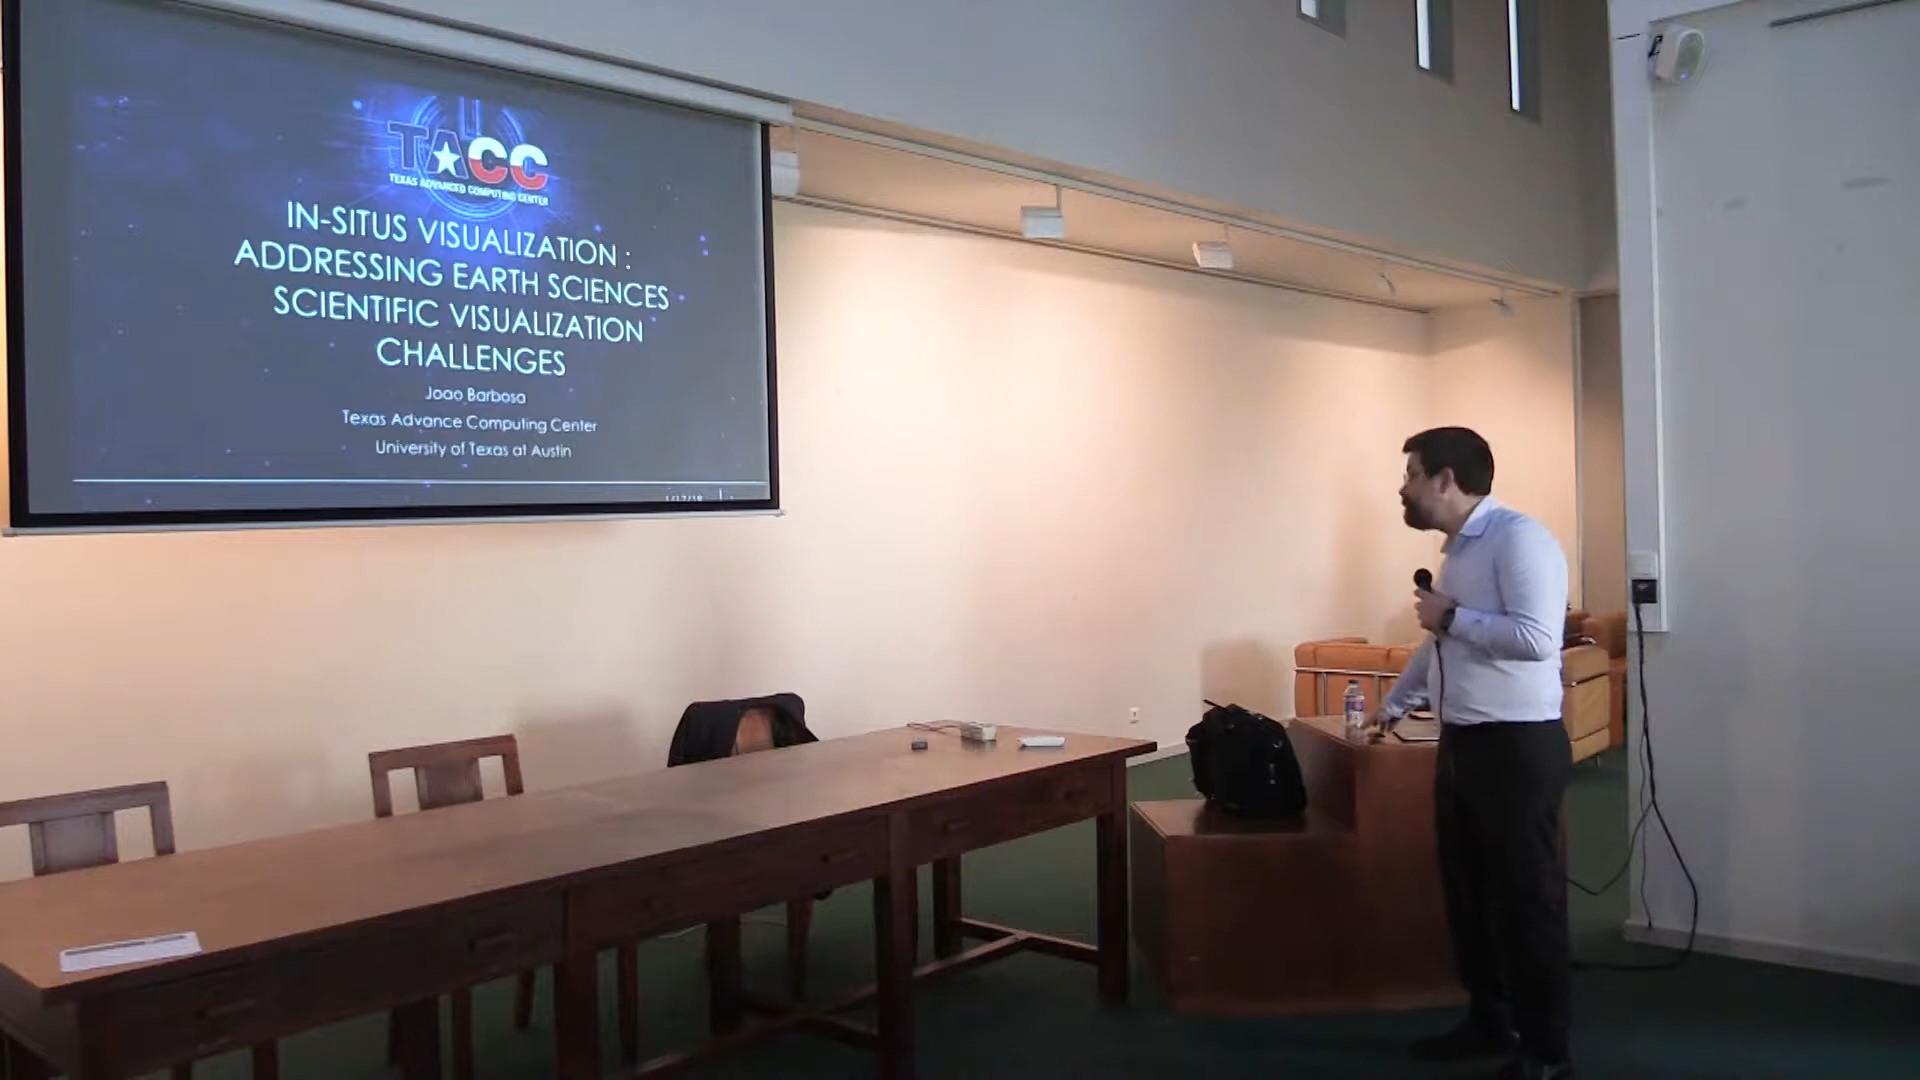 TACC
TEXAS ADVANCED COMPUTING CENTER
IN-SITUS VISUALIZATION :
ADDRESSING EARTH SCIENCES
SCIENTIFIC VISUALIZATION
CHALLENGES
Joao Barbosa
Texas Advance Computing Center
University of Texas at Austin